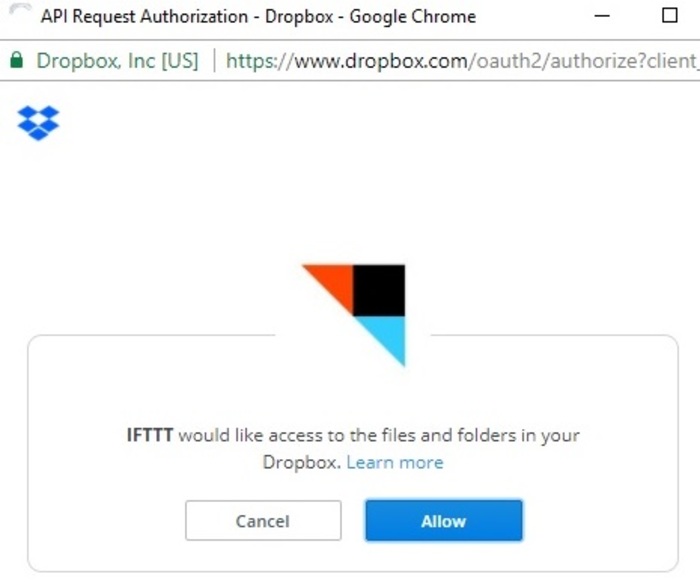 API Request Authorization - Dropbox - Google Chrome
Dropbox, Inc [US] | https://www.dropbox.com/oauth2/authorize?client_
IFTTT would like access to the files and folders in your
Dropbox. Learn more
Cancel Allow